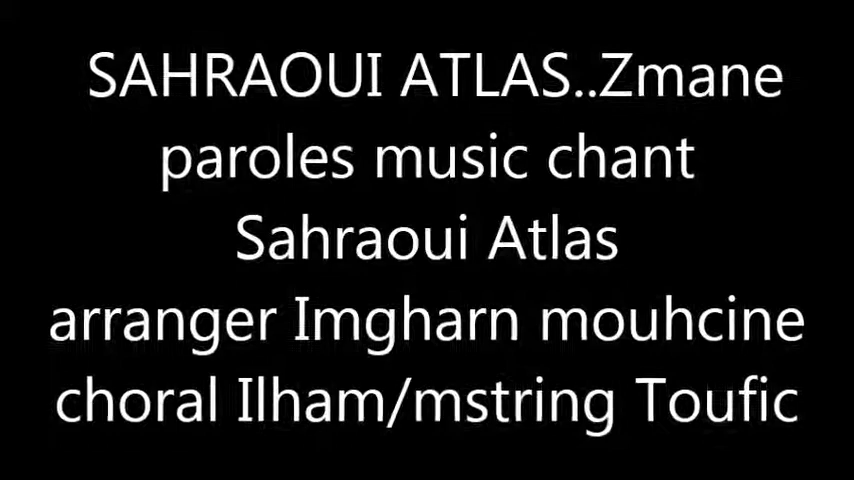 SAHRAOUI ATLAS..Zmane
paroles music chant
Sahraoui Atlas
arranger Imgharn mouhcine
choral Ilham/mstring Toufic